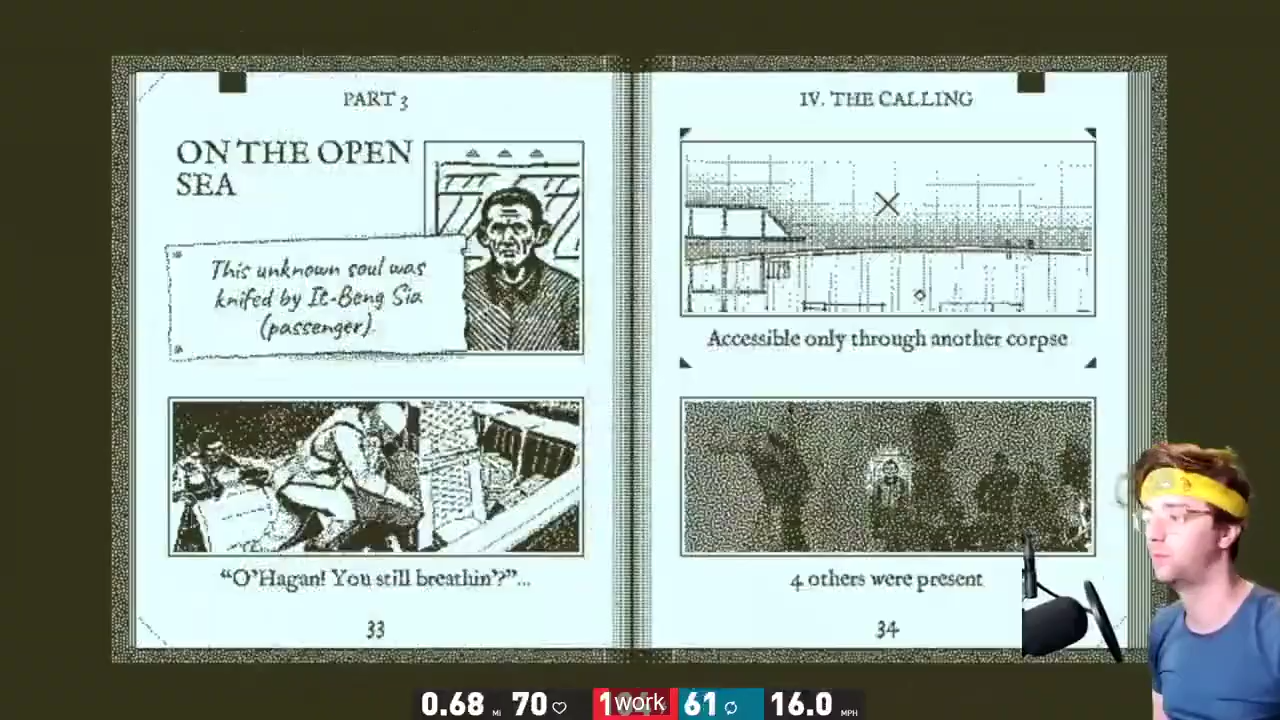 PART 3
ON THE OPEN
SEA
This unknown soul was
knifed by It-Beng Sia
(passenger).
"O'Hagan! You still breathin'?"...
33
IV. THE CALLING
Accessible only through another corpse
4 others were present
34
0.68 MI 70 work 61 16.0 MPH